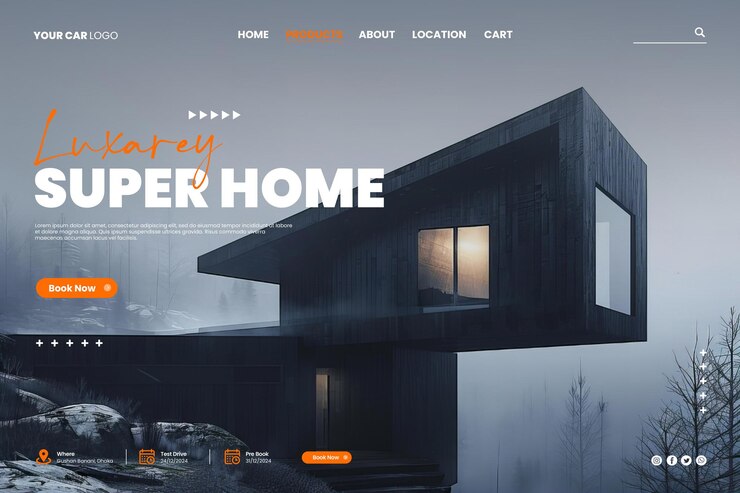 YOUR CAR LOGO
HOME PRODUCTS ABOUT LOCATION CART
Luxarey
SUPER HOME
Lorem ipsum dolor sit amet, consectetur adipiscing elit, sed do eiusmod tempor incididunt ut labore
et dolore magna aliqua. Quis ipsum suspendisse ultrices gravida. Risus commodo viverra
maecenas accumsan lacus vel facilisis.
Book Now
Where
Gushan Banani, Dhaka
Test Drive
24/12/2024
Pre Book
31/12/2024
Book Now